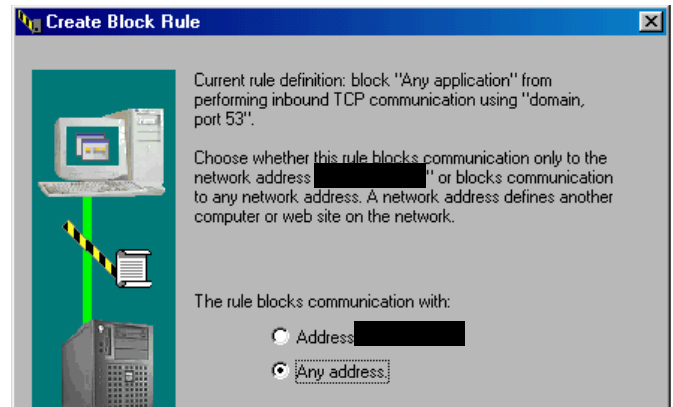 Create Block Rule
Current rule definition: block "Any application" from
performing inbound TCP communication using "domain,
port 53".
Choose whether this rule blocks communication only to the
network address " or blocks communication
to any network address. A network address defines another
computer or web site on the network.
The rule blocks communication with:
Address
Any address.